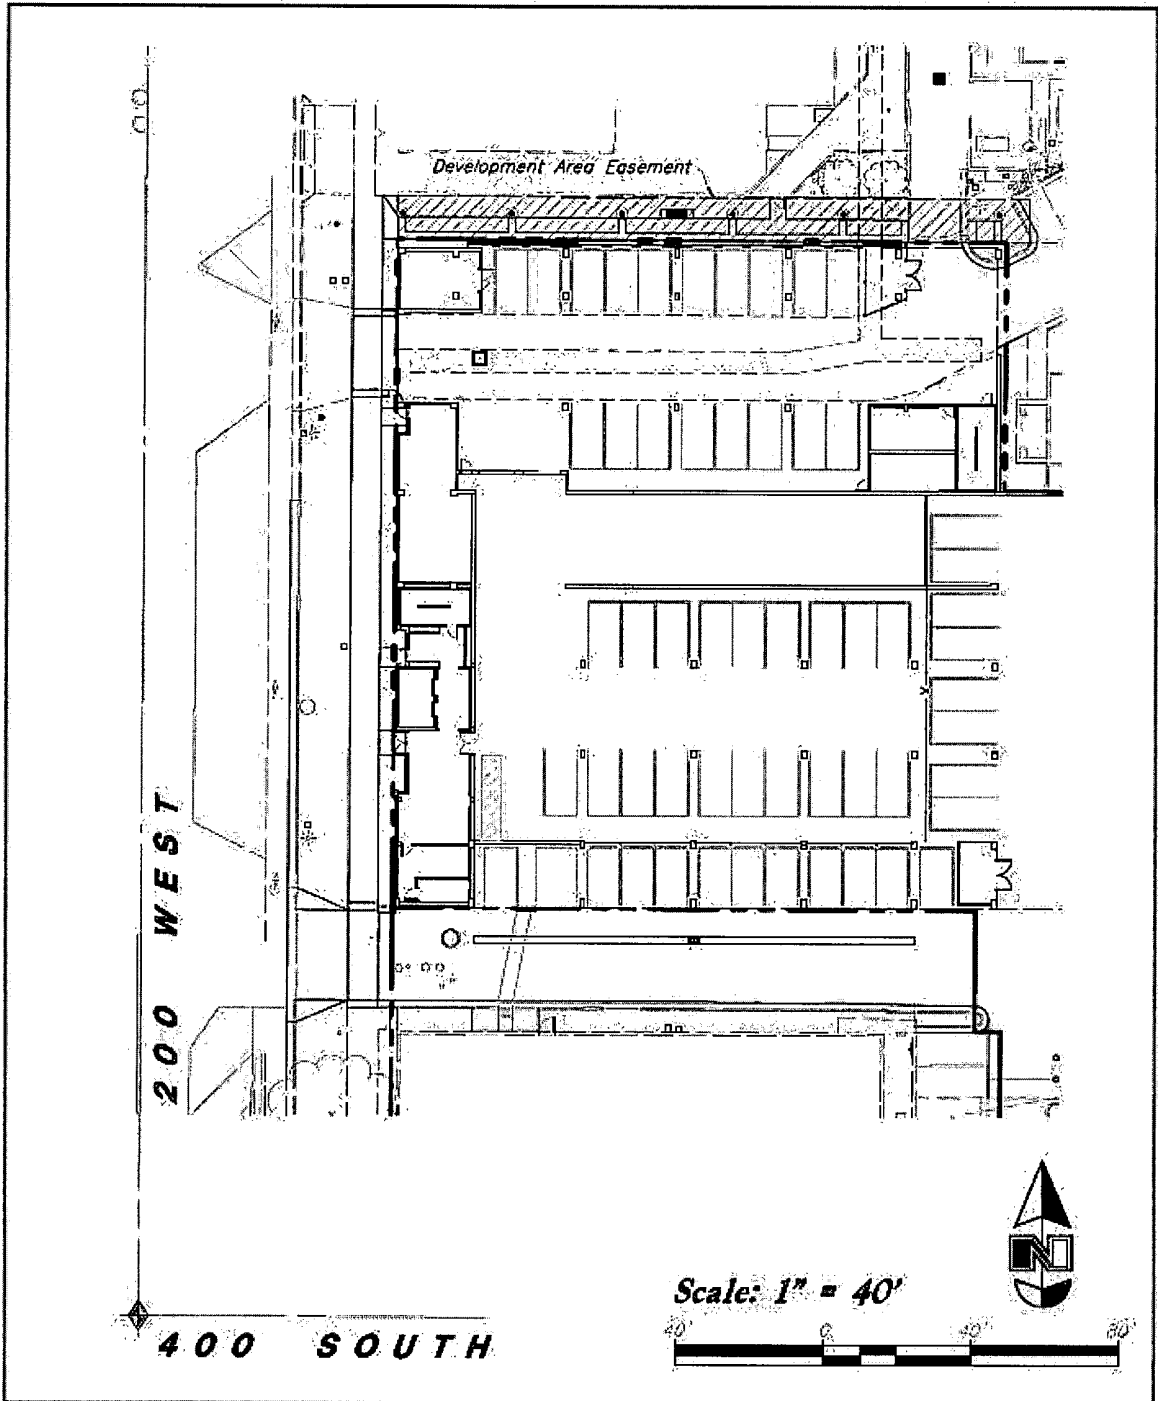 Development Area Easement
200 WEST
N
Scale: 1" = 40'
40' 0 40' 80'
400 SOUTH